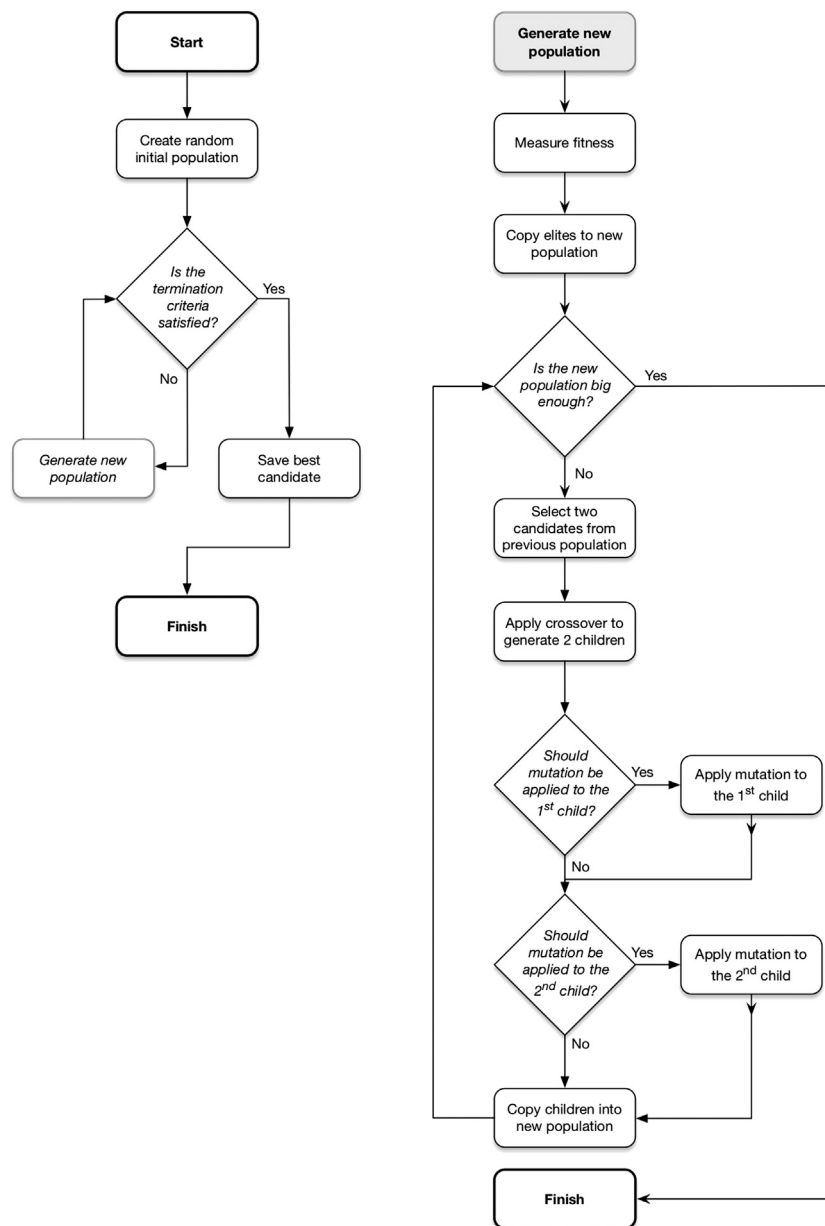 Start
Create random
initial population
Is the
termination
criteria
satisfied?
Yes
No
Generate new
population
Save best
candidate
Finish
Generate new
population
Measure fitness
Copy elites to new
population
Is the new
population big
enough?
Yes
No
Select two
candidates from
previous population
Apply crossover to
generate 2 children
Should
mutation be
applied to the
1st child?
Yes
Apply mutation to
the 1st child
No
Should
mutation be
applied to the
2nd child?
Yes
Apply mutation to
the 2nd child
No
Copy children into
new population
Finish